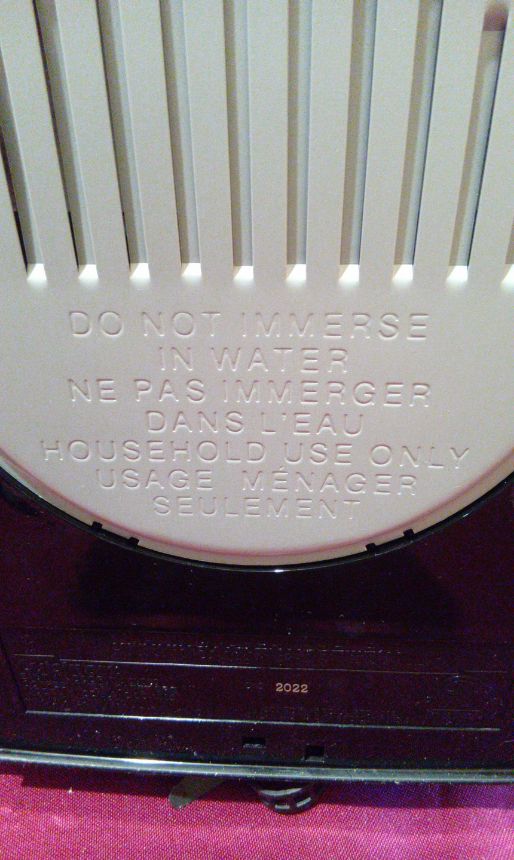 DO NOT IMMERSE
IN WATER
NE PAS IMMERGER
DANS L'EAU
HOUSEHOLD USE ONLY
USAGE MÉNAGER
SEULEMENT
2022